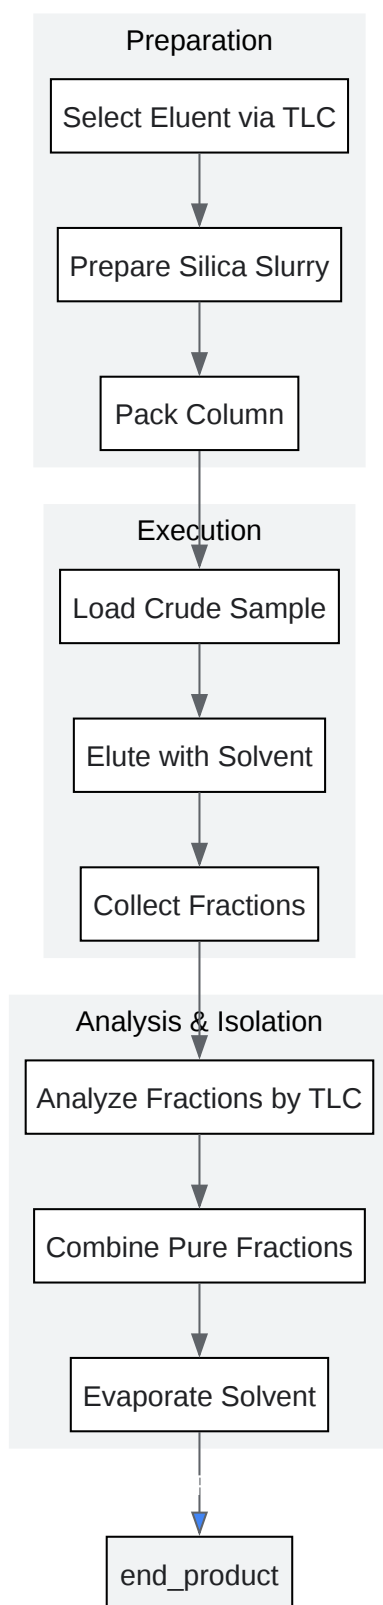 Preparation
Select Eluent via TLC
Prepare Silica Slurry
Pack Column
Execution
Load Crude Sample
Elute with Solvent
Collect Fractions
Analysis & Isolation
Analyze Fractions by TLC
Combine Pure Fractions
Evaporate Solvent
end_product